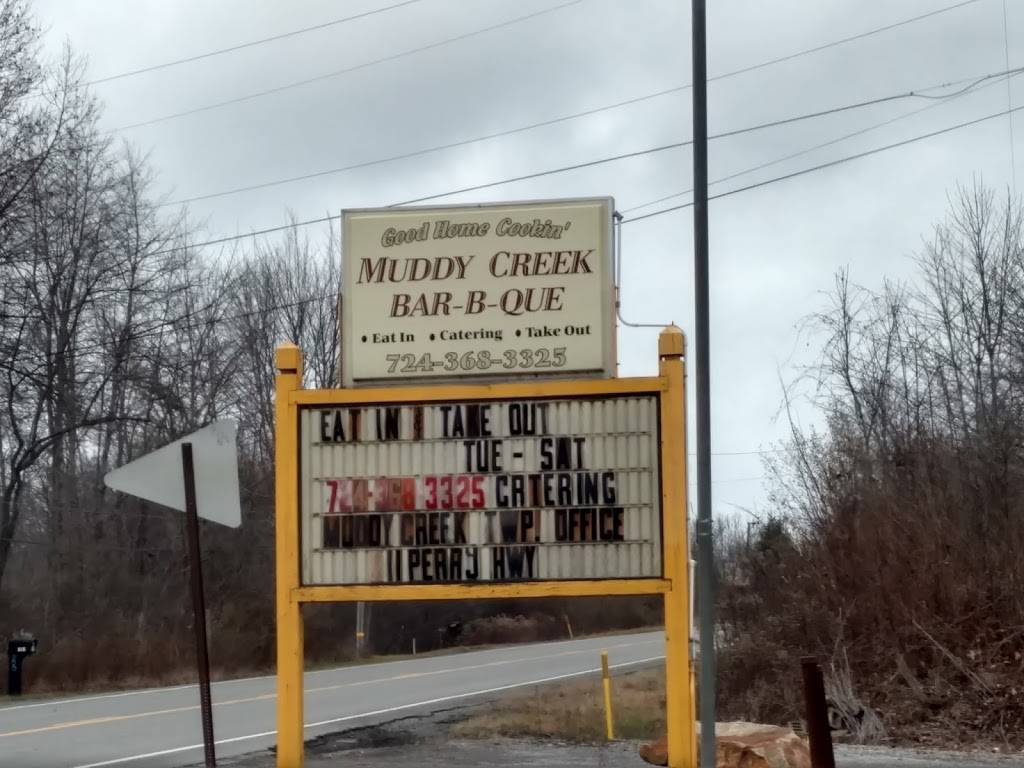 Good Home Cookin'
MUDDY CREEK
BAR-B-QUE
• Eat In • Catering • Take Out
724-368-3325
EAT IN TAKE OUT
TUE - SAT
724-368-3325 CATERING
MUDDY CREEK TWP. OFFICE
PERRY HWY